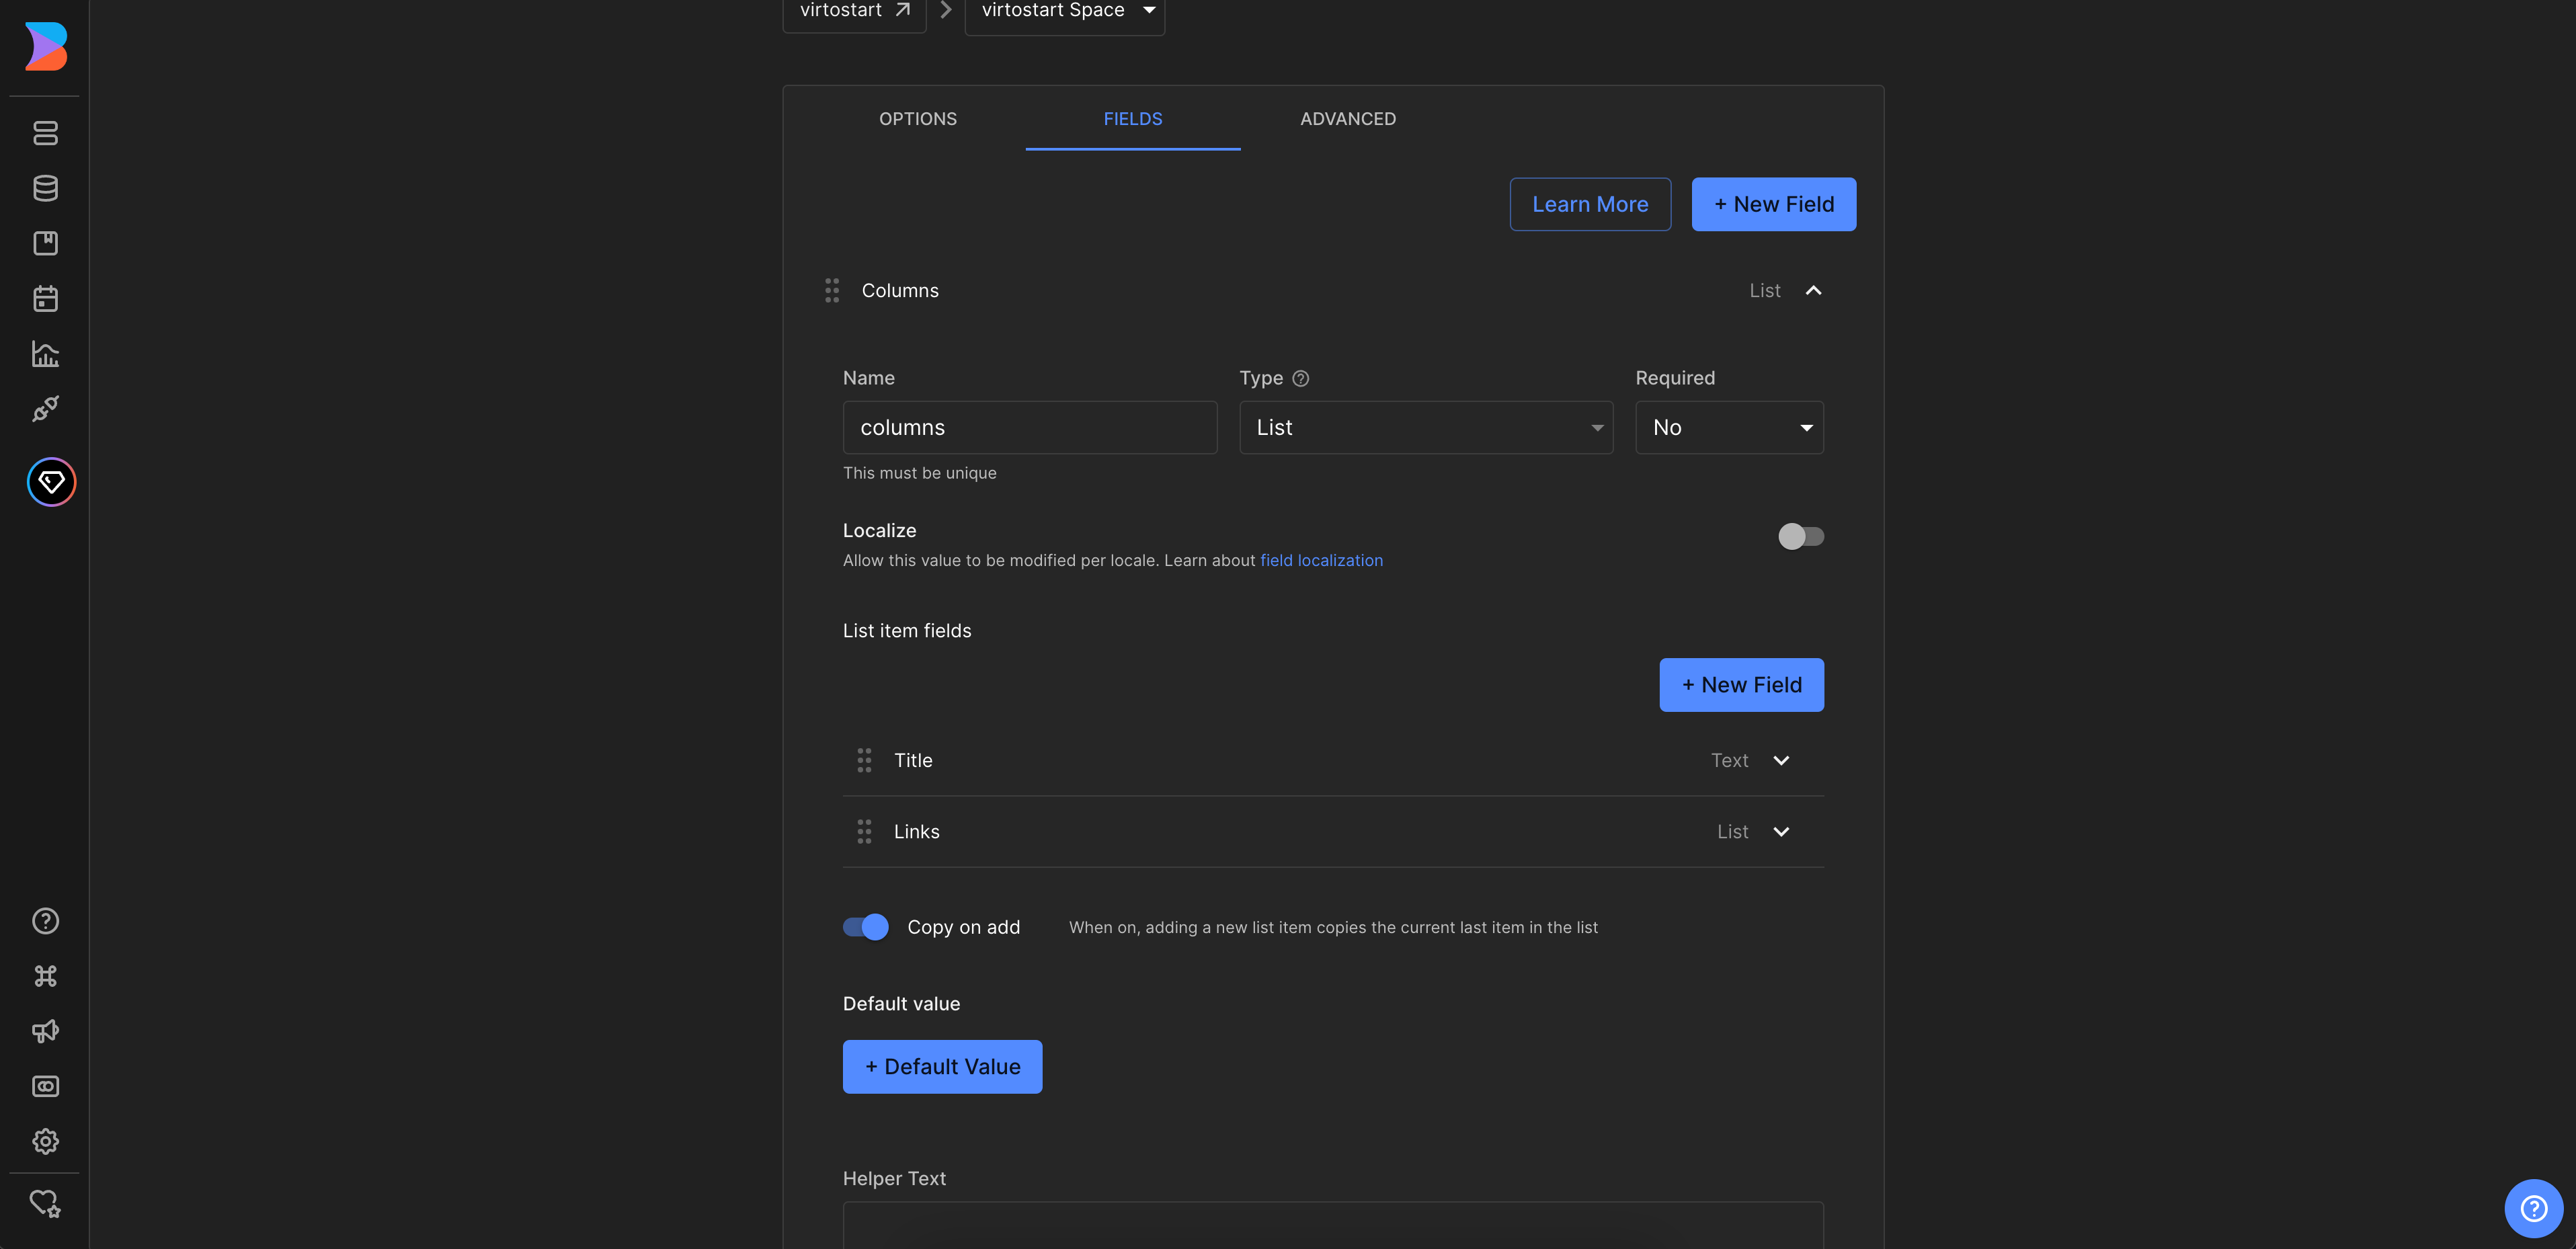 virtostart
virtostart Space
OPTIONS
FIELDS
ADVANCED
Learn More
+ New Field
Columns
List
Name
Type
Required
columns
List
No
This must be unique
Localize
Allow this value to be modified per locale. Learn about field localization
List item fields
+ New Field
Title
Text
Links
List
Copy on add
When on, adding a new list item copies the current last item in the list
Default value
+ Default Value
Helper Text